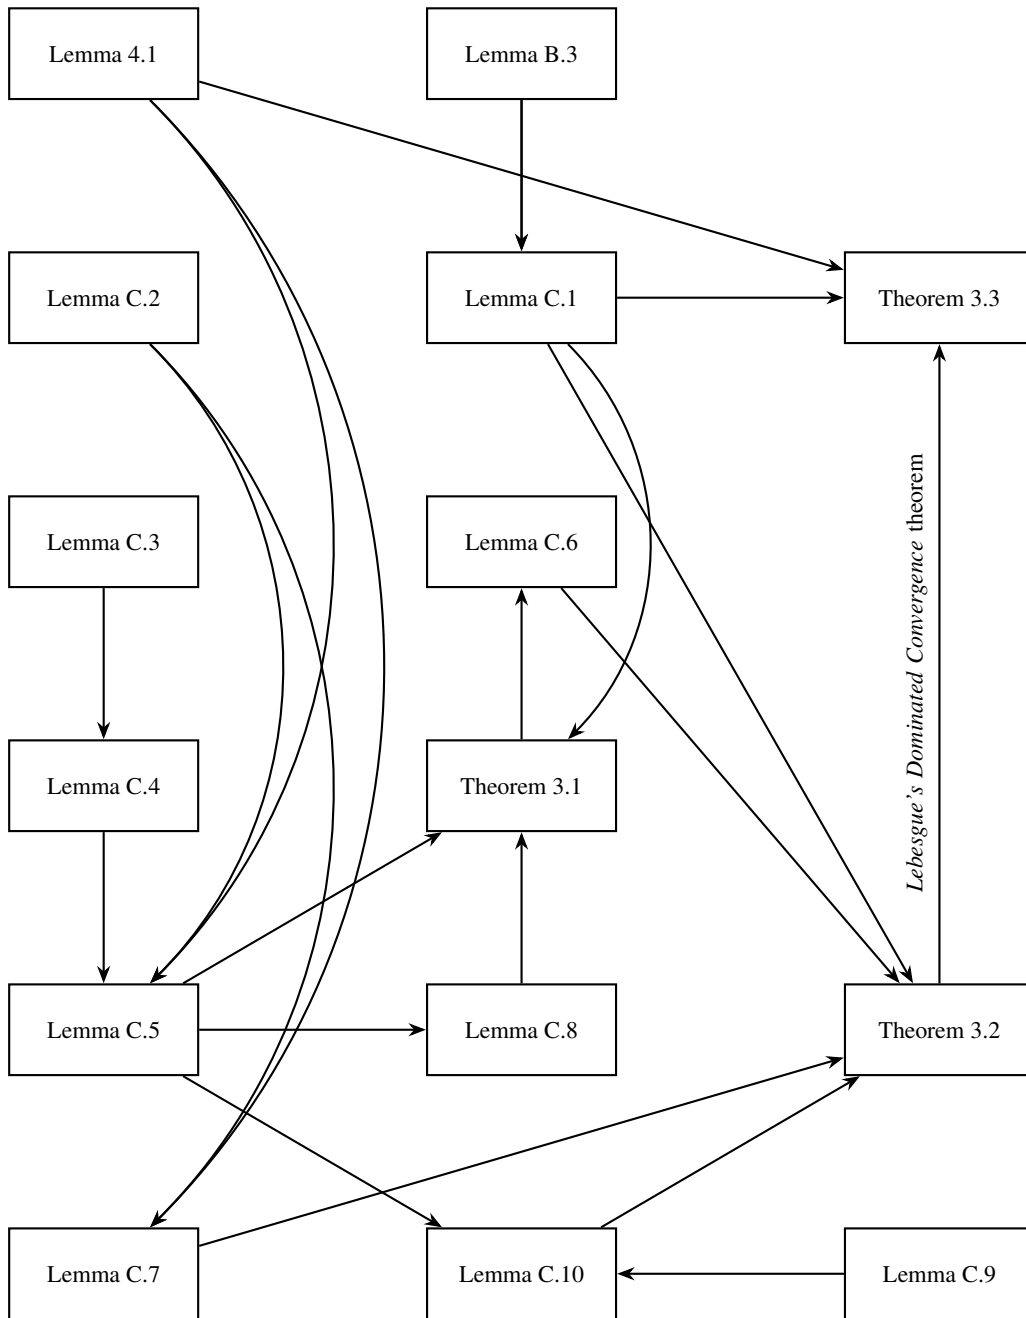 Lemma 4.1
Lemma B.3
Lemma C.2
Lemma C.1
Theorem 3.3
Lemma C.3
Lemma C.6
Lebesgue's Dominated Convergence theorem
Lemma C.4
Theorem 3.1
Lemma C.5
Lemma C.8
Theorem 3.2
Lemma C.7
Lemma C.10
Lemma C.9